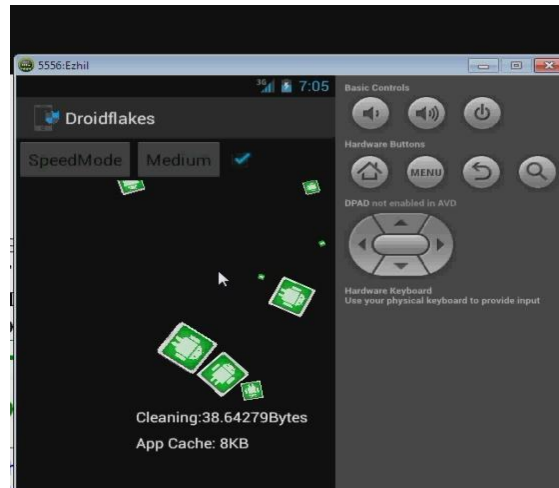 5556:Ezhil
3G 7:05
Droidflakes
SpeedMode Medium
Cleaning:38.64279Bytes
App Cache: 8KB
Basic Controls
Hardware Buttons
MENU
DPAD not enabled in AVD
Hardware Keyboard
Use your physical keyboard to provide input